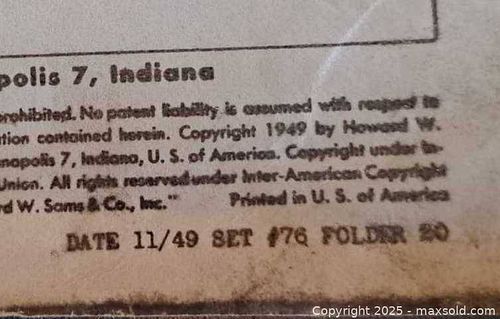 polis 7, Indiana
prohibited. No patent liability is assumed with respect to
tion contained herein. Copyright 1949 by Howard W.
napolis 7, Indiana, U. S. of America. Copyright under In-
Union. All rights reserved under Inter-American Copyright
rd W. Sams & Co., Inc." Printed in U. S. of America
DATE 11/49 SET #76 FOLDER 20
Copyright 2025 - maxsold.com